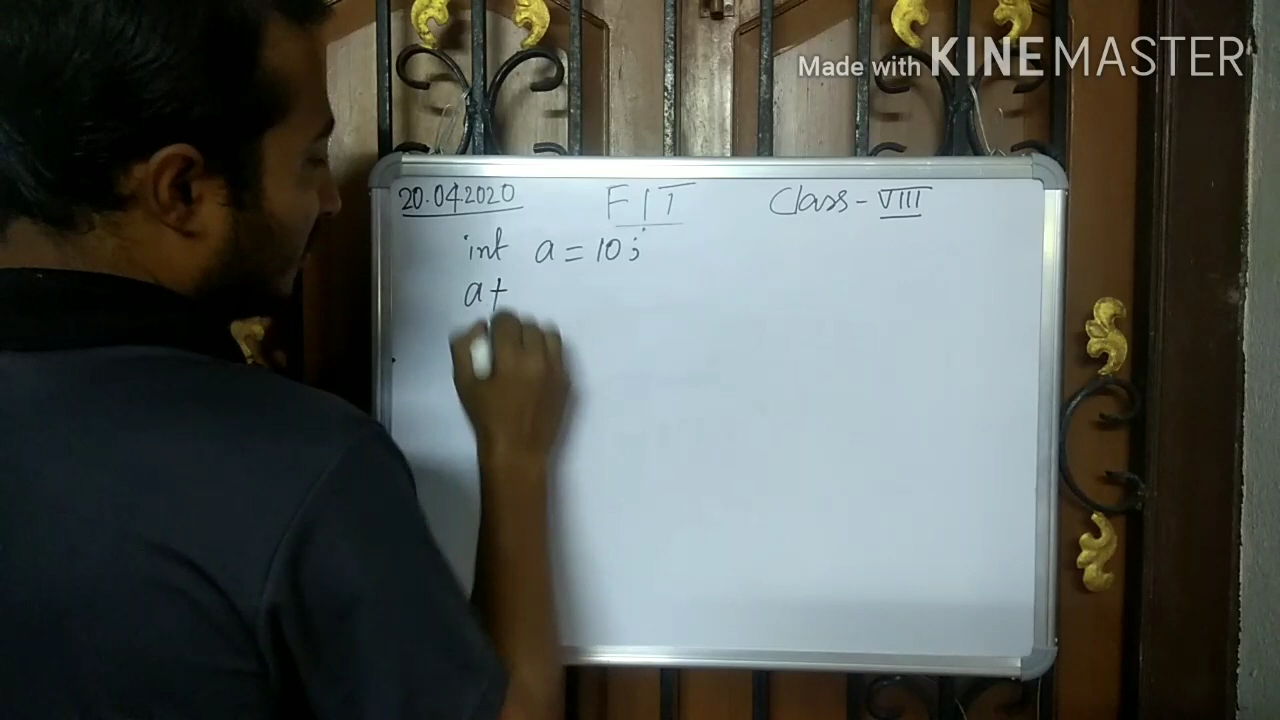 Made with KINEMASTER
20.04.2020 FIT Class - VIII
int a = 10;
a+